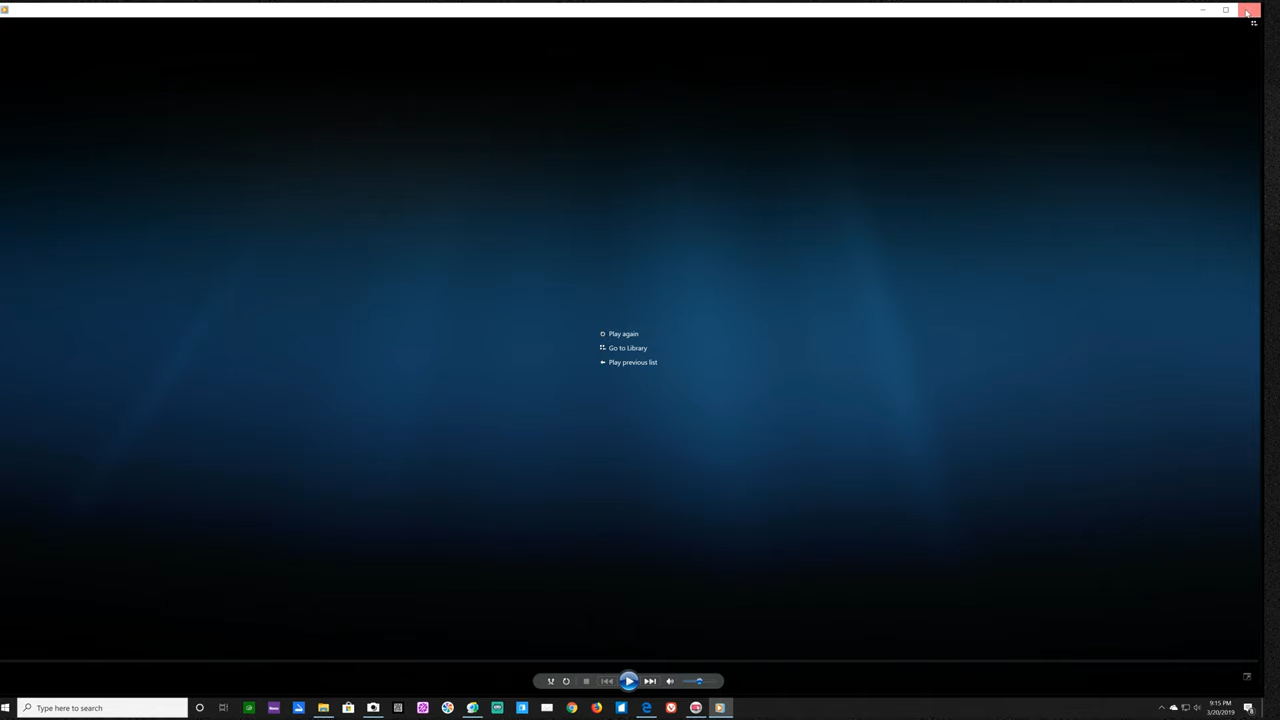 Play again
Go to Library
Play previous list
Type here to search
9:15 PM
3/20/2019